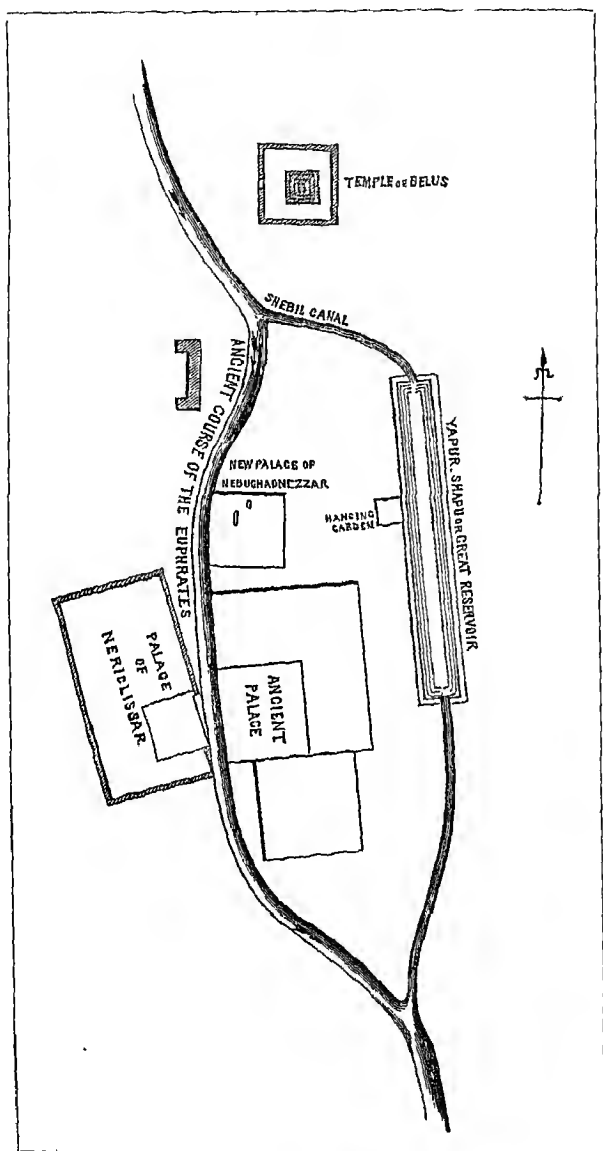 TEMPLE OF BELUS
SHEBIL CANAL
N
ANCIENT COURSE OF THE EUPHRATES
YAPUR. SHAPU OR GREAT RESERVOIR
NEW PALACE OF
NEBUCHADNEZZAR
HANGING
GARDEN
PALACE
OF
NERIGLISSAR
ANCIENT
PALACE